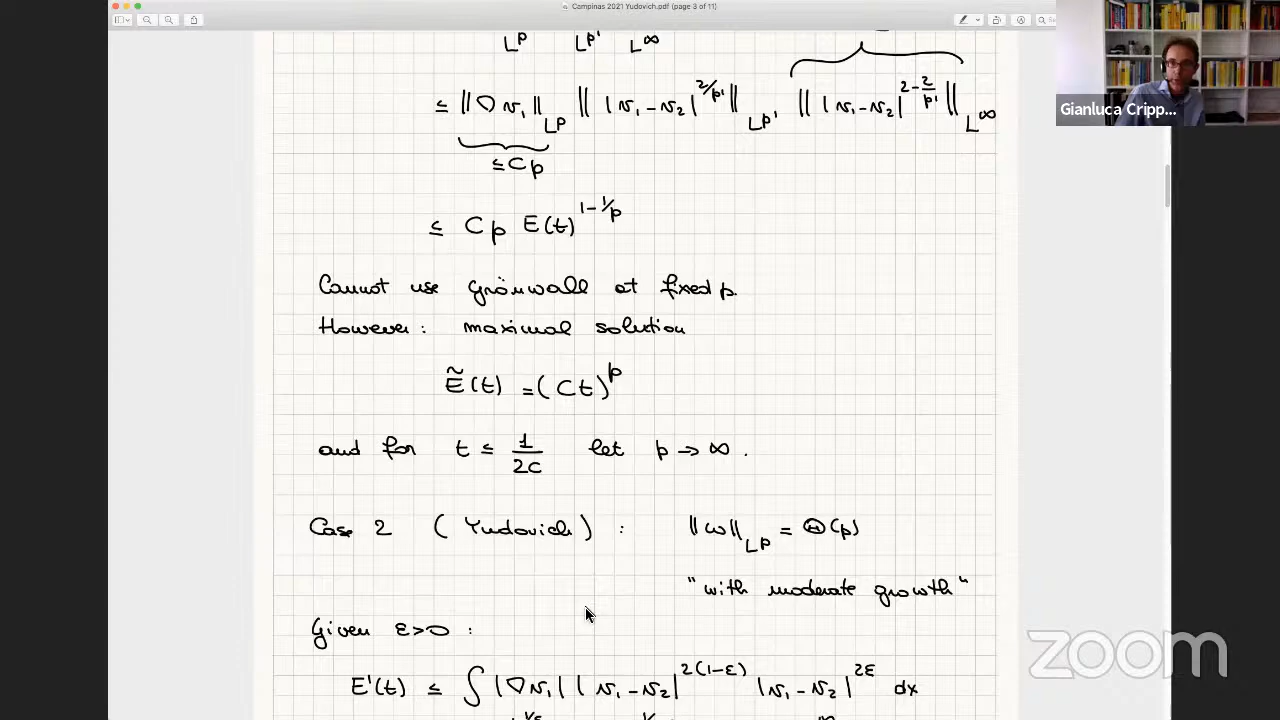 Campinas 2021 Yudovich.pdf (page 3 of 11)
L^p L^p' L^∞
≤ ‖∇v₁‖_{L^p} ‖ |v₁-v₂|^{2/p'} ‖_{L^p'} ‖ |v₁-v₂|^{2-2/p'} ‖_{L^∞}
≤ Cp
≤ Cp E(t)^{1-1/p}
Cannot use grönwall at fixed p.
However: maximal solution
Ẽ(t) = (Ct)^p
and for t ≤ 1/2C let p → ∞.
Case 2 (Yudovich): ‖ω‖_{L^p} = Θ(p)
"with moderate growth"
Given ε>0:
E'(t) ≤ ∫ |∇v₁| |v₁-v₂|^{2(1-ε)} |v₁-v₂|^{2ε} dx
Gianluca Cripp...
zoom